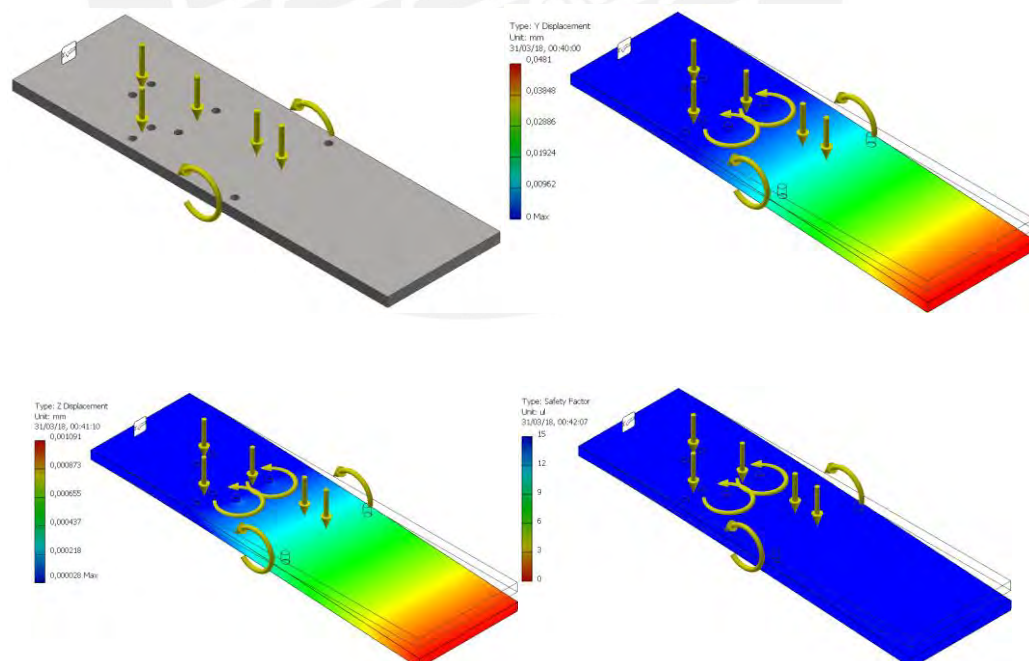 Type: Y Displacement
Unit: mm
31/03/18, 00:40:00
0,0481
0,03848
0,02886
0,01924
0,00962
0 Max
Type: Z Displacement
Unit: mm
31/03/18, 00:41:10
0,001091
0,000873
0,000655
0,000437
0,000218
0,000028 Max
Type: Safety Factor
Unit: ul
31/03/18, 00:42:07
15
12
9
6
3
0